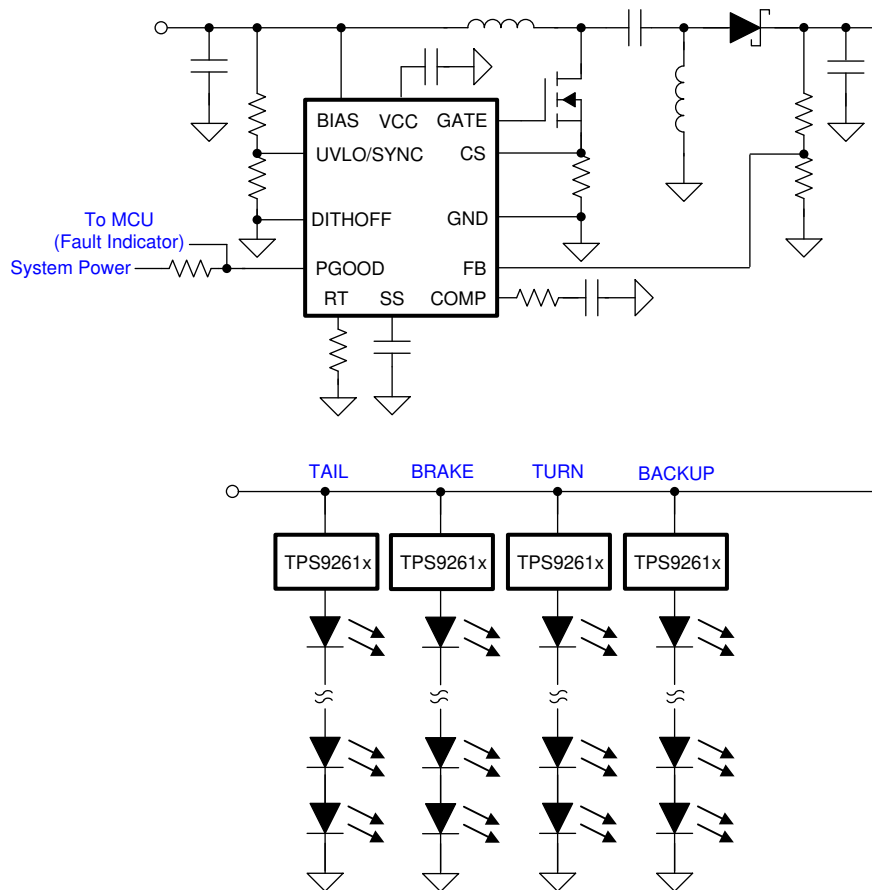 BIAS VCC GATE
UVLO/SYNC CS
DITHOFF GND
To MCU
(Fault Indicator)
System Power
PGOOD FB
RT SS COMP
TAIL BRAKE TURN BACKUP
TPS9261x TPS9261x TPS9261x TPS9261x